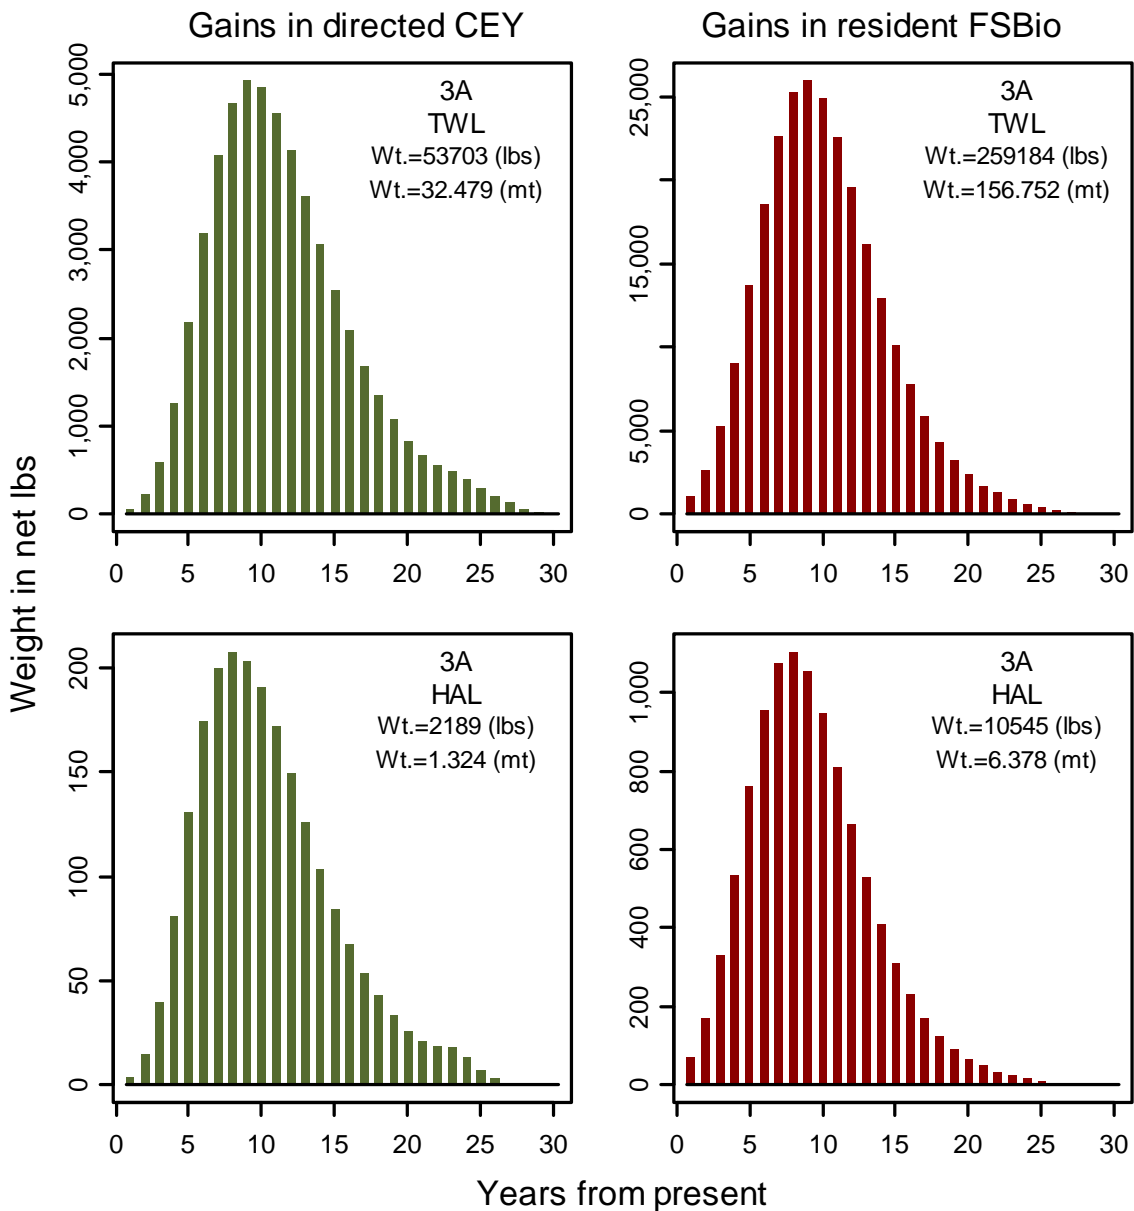 Gains in directed CEY
Gains in resident FSBio
Weight in net lbs
5,000
4,000
3,000
2,000
1,000
0
3A
TWL
Wt.=53703 (lbs)
Wt.=32.479 (mt)
0 5 10 15 20 25 30
25,000
15,000
5,000
0
3A
TWL
Wt.=259184 (lbs)
Wt.=156.752 (mt)
0 5 10 15 20 25 30
200
150
100
50
0
3A
HAL
Wt.=2189 (lbs)
Wt.=1.324 (mt)
0 5 10 15 20 25 30
1,000
800
600
400
200
0
3A
HAL
Wt.=10545 (lbs)
Wt.=6.378 (mt)
0 5 10 15 20 25 30
Years from present